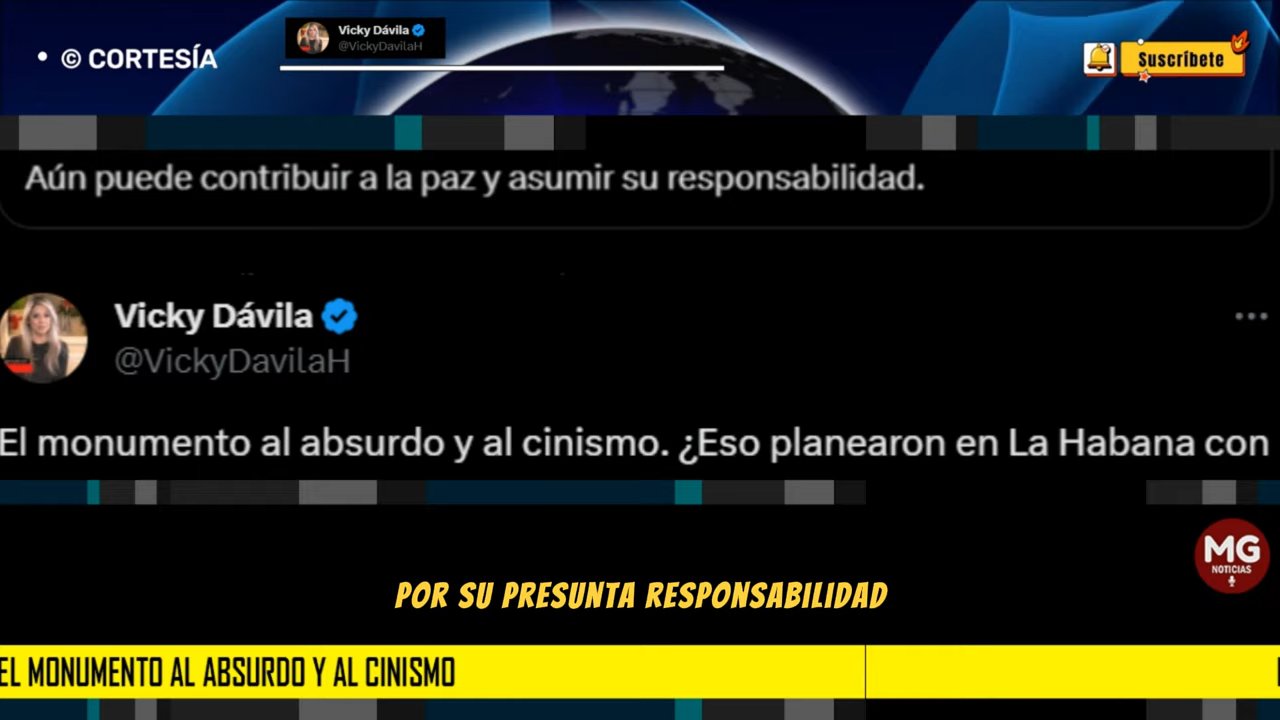 • © CORTESÍA
Vicky Dávila
@VickyDavilaH
Suscríbete
Aún puede contribuir a la paz y asumir su responsabilidad.
Vicky Dávila
@VickyDavilaH
El monumento al absurdo y al cinismo. ¿Eso planearon en La Habana con
MG
NOTICIAS
POR SU PRESUNTA RESPONSABILIDAD
EL MONUMENTO AL ABSURDO Y AL CINISMO